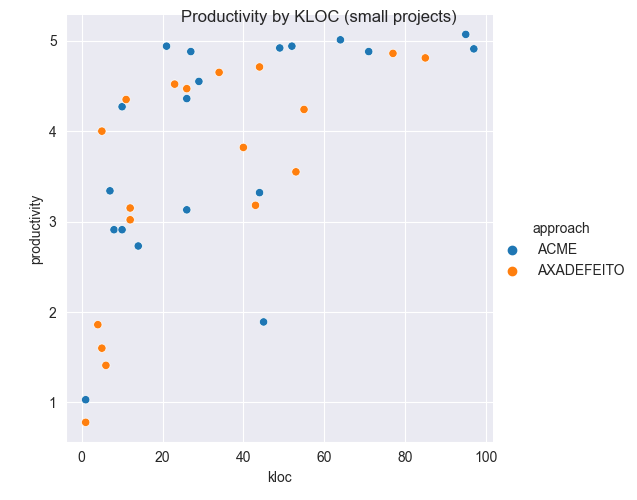 Productivity by KLOC (small projects)
5
4
3
2
1
productivity
0
20
40
60
80
100
kloc
approach
ACME
AXADEFEITO